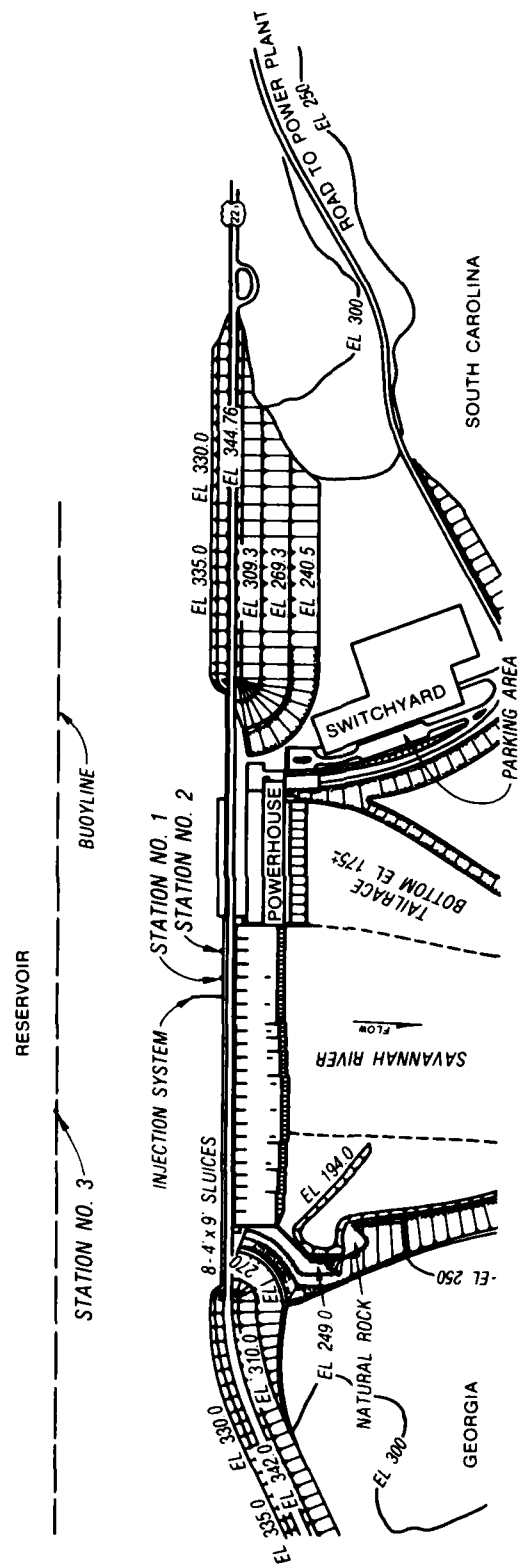 RESERVOIR
STATION NO. 3
BUOYLINE
INJECTION SYSTEM
STATION NO. 1
STATION NO. 2
8-4'x 9' SLUICES
EL 335.0
EL 330.0
EL 342.0
EL 310.0
EL 270
EL 335.0
EL 330.0
EL 344.76
EL 309.3
EL 269.3
EL 240.5
22
ROAD TO POWER PLANT
EL 250
EL 300
POWERHOUSE
SWITCHYARD
PARKING AREA
TAILRACE
BOTTOM EL 175±
FLOW
SAVANNAH RIVER
EL 194.0
EL 249.0
NATURAL ROCK
EL 250
EL 300
GEORGIA
SOUTH CAROLINA